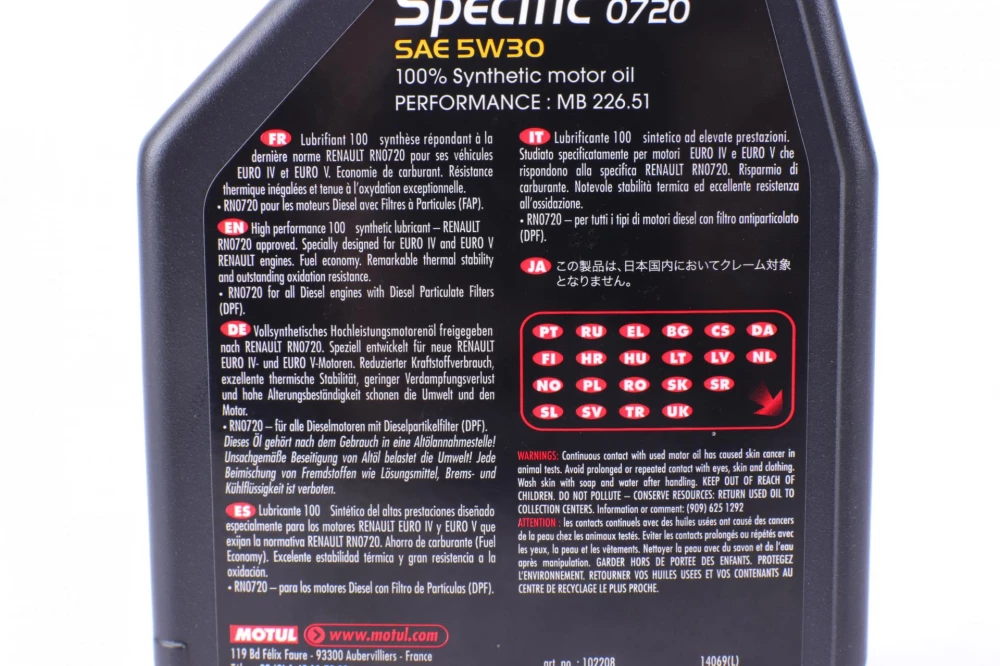 Specific 0720
SAE 5W30
100% Synthetic motor oil
PERFORMANCE : MB 226.51
FR Lubrifiant 100 synthèse répondant à la
dernière norme RENAULT RN0720 pour ses véhicules
EURO IV et EURO V. Economie de carburant. Résistance
thermique inégalées et tenue à l'oxydation exceptionnelle.
• RN0720 pour les moteurs Diesel avec Filtres à Particules (FAP).
EN High performance 100 synthetic lubricant – RENAULT
RN0720 approved. Specially designed for EURO IV and EURO V
RENAULT engines. Fuel economy. Remarkable thermal stability
and outstanding oxidation resistance.
• RN0720 for all Diesel engines with Diesel Particulate Filters
(DPF).
DE Vollsynthetisches Hochleistungsmotorenöl freigegeben
nach RENAULT RN0720. Speziell entwickelt für neue RENAULT
EURO IV- und EURO V-Motoren. Reduzierter Kraftstoffverbrauch,
exzellente thermische Stabilität, geringer Verdampfungsverlust
und hohe Alterungsbeständigkeit schonen die Umwelt und den
Motor.
• RN0720 – für alle Dieselmotoren mit Dieselpartikelfilter (DPF).
Dieses Öl gehört nach dem Gebrauch in eine Altölannahmestelle!
Unsachgemäße Beseitigung von Altöl belastet die Umwelt! Jede
Beimischung von Fremdstoffen wie Lösungsmittel, Brems- und
Kühlflüssigkeit ist verboten.
ES Lubricante 100 Sintético del altas prestaciones diseñado
especialmente para los motores RENAULT EURO IV y EURO V que
exijan la normativa RENAULT RN0720. Ahorro de carburante (Fuel
Economy). Excelente estabilidad térmica y gran resistencia a la
oxidación.
• RN0720 – para los motores Diesel con Filtro de Partículas (DPF).
IT Lubrificante 100 sintetico ad elevate prestazioni.
Studiato specificatamente per motori EURO IV e EURO V che
rispondono alla specifica RENAULT RN0720. Risparmio di
carburante. Notevole stabilità termica ed eccellente resistenza
all'ossidazione.
• RN0720 – per tutti i tipi di motori diesel con filtro antiparticolato
(DPF).
JA この製品は、日本国内においてクレーム対象
となりません。
PT RU EL BG CS DA
FI HR HU LT LV NL
NO PL RO SK SR
SL SV TR UK
WARNINGS: Continuous contact with used motor oil has caused skin cancer in
animal tests. Avoid prolonged or repeated contact with eyes, skin and clothing.
Wash skin with soap and water after handling. KEEP OUT OF REACH OF
CHILDREN. DO NOT POLLUTE – CONSERVE RESOURCES: RETURN USED OIL TO
COLLECTION CENTERS. Information or comment: (909) 625 1292
ATTENTION : les contacts continuels avec des huiles usées ont causé des cancers
de la peau chez les animaux testés. Eviter les contacts prolongés ou répétés avec
les yeux, la peau et les vêtements. Nettoyer la peau avec du savon et de l'eau
après manipulation. GARDER HORS DE PORTEE DES ENFANTS. PROTEGEZ
L'ENVIRONNEMENT. RETOURNER VOS HUILES USEES ET VOS CONTENANTS AU
CENTRE DE RECYCLAGE LE PLUS PROCHE.
MOTUL www.motul.com
119 Bd Félix Faure - 93300 Aubervilliers - France
art. no : 102208 14069(L)